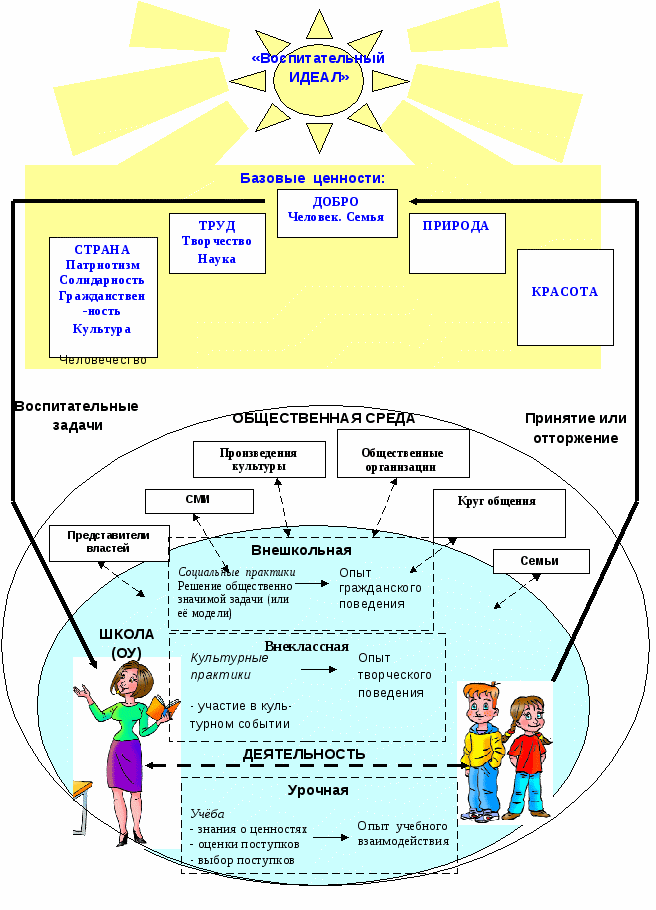 «Воспитательный
ИДЕАЛ»
Базовые ценности:
ДОБРО
Человек. Семья
ТРУД
Творчество
Наука
ПРИРОДА
СТРАНА
Патриотизм
Солидарность
Гражданствен
-ность
Культура
Человечество
КРАСОТА
Воспитательные
задачи
ОБЩЕСТВЕННАЯ СРЕДА
Принятие или
отторжение
Произведения
культуры
Общественные
организации
СМИ
Круг общения
Представители
властей
Семьи
Внешкольная
Социальные практики
Решение общественно
значимой задачи (или
её модели)
Опыт
гражданского
поведения
ШКОЛА
(ОУ)
Внеклассная
Культурные
практики
- участие в куль-
турном событии
Опыт
творческого
поведения
ДЕЯТЕЛЬНОСТЬ
Урочная
Учёба
- знания о ценностях
- оценки поступков
- выбор поступков
Опыт учебного
взаимодействия